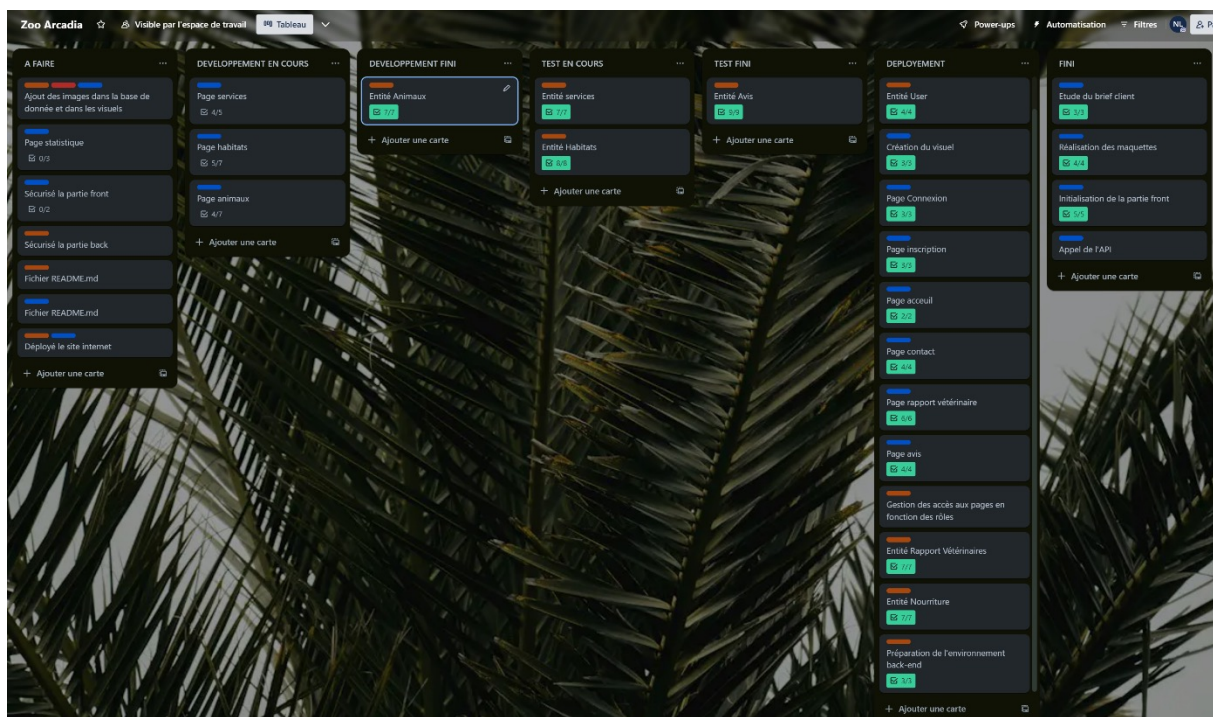 Zoo Arcadia
Visible par l'espace de travail
Tableau
Power-ups
Automatisation
Filtres
NL
A FAIRE
Ajout des images dans la base de
donnée et dans les visuels
Page statistique
0/3
Sécurisé la partie front
0/2
Sécurisé la partie back
Fichier README.md
Fichier README.md
Déployé le site internet
+ Ajouter une carte
DEVELOPPEMENT EN COURS
Page services
4/5
Page habitats
5/7
Page animaux
4/7
+ Ajouter une carte
DEVELOPPEMENT FINI
Entité Animaux
7/7
+ Ajouter une carte
TEST EN COURS
Entité services
7/7
Entité Habitats
8/8
+ Ajouter une carte
TEST FINI
Entité Avis
9/9
+ Ajouter une carte
DEPLOYEMENT
Entité User
4/4
Création du visuel
3/3
Page Connexion
3/3
Page inscription
3/3
Page acceuil
2/2
Page contact
4/4
Page rapport vétérinaire
6/6
Page avis
4/4
Gestion des accès aux pages en
fonction des rôles
Entité Rapport Vétérinaires
7/7
Entité Nourriture
7/7
Préparation de l'environnement
back-end
3/3
+ Ajouter une carte
FINI
Etude du brief client
3/3
Réalisation des maquettes
4/4
Initialisation de la partie front
5/5
Appel de l'API
+ Ajouter une carte